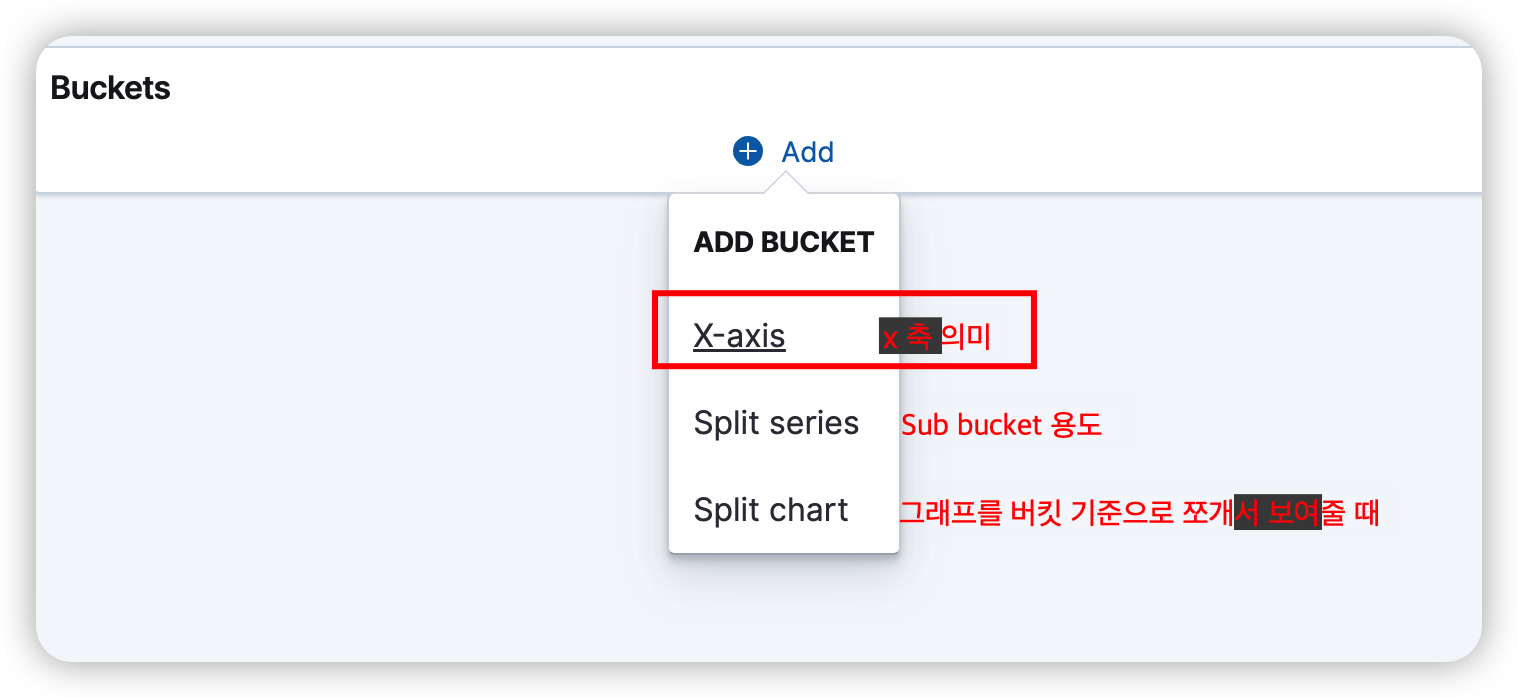 Buckets
Add
ADD BUCKET
X-axis x 축 의미
Split series Sub bucket 용도
Split chart 그래프를 버킷 기준으로 쪼개서 보여줄 때